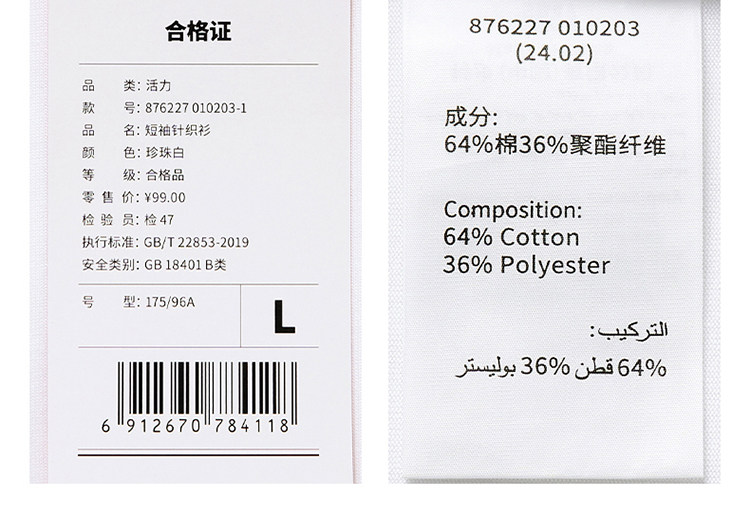 合格证
品 类: 活力
款 号: 876227 010203-1
品 名: 短袖针织衫
颜 色: 珍珠白
等 级: 合格品
零 售 价: ¥99.00
检 验 员: 检 47
执行标准: GB/T 22853-2019
安全类别: GB 18401 B类
号 型: 175/96A
L
6 912670 784118
876227 010203
(24.02)
成分:
64%棉36%聚酯纤维
Composition:
64% Cotton
36% Polyester
التركيب:
64% قطن 36% بوليستر